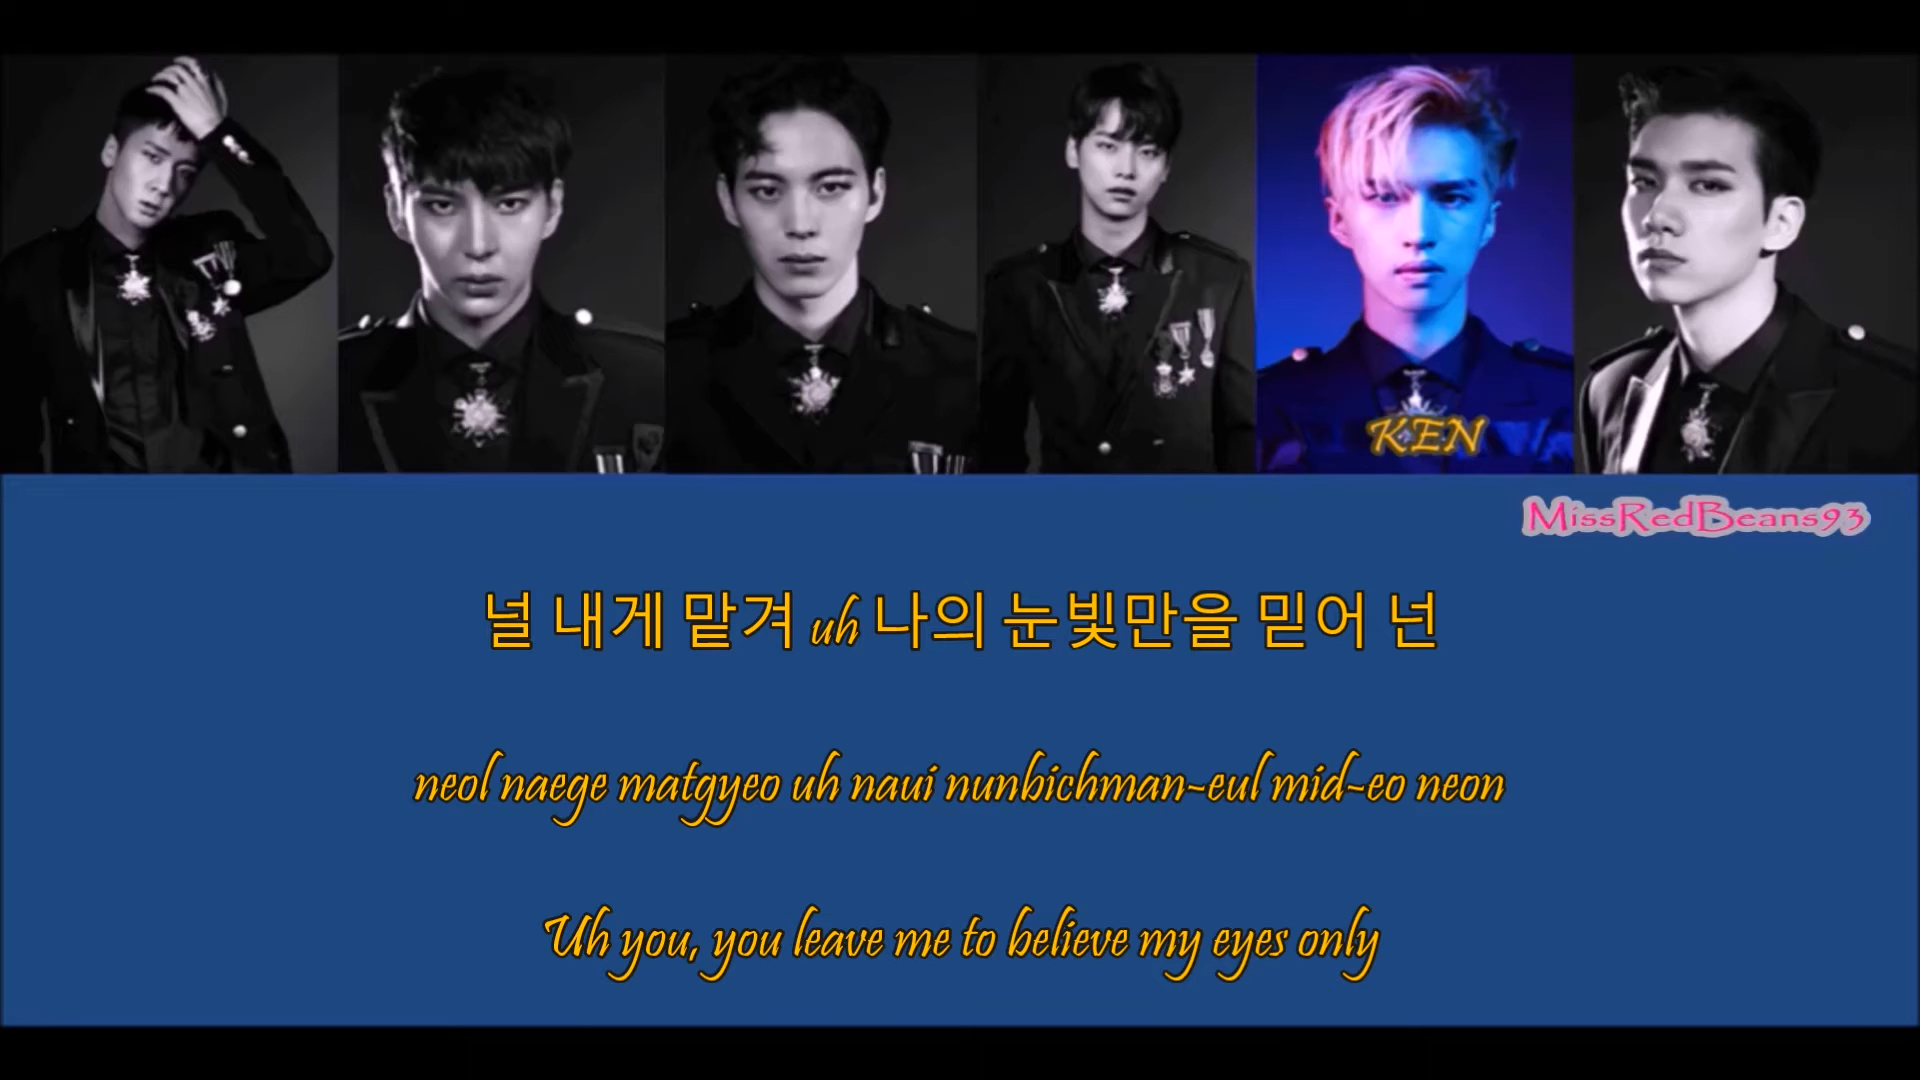 KEN
MissRedBeans93
널 내게 맡겨 uh 나의 눈빛만을 믿어 넌
neol naege matgyeo uh naui nunbichman-eul mid-eo neon
Uh you, you leave me to believe my eyes only